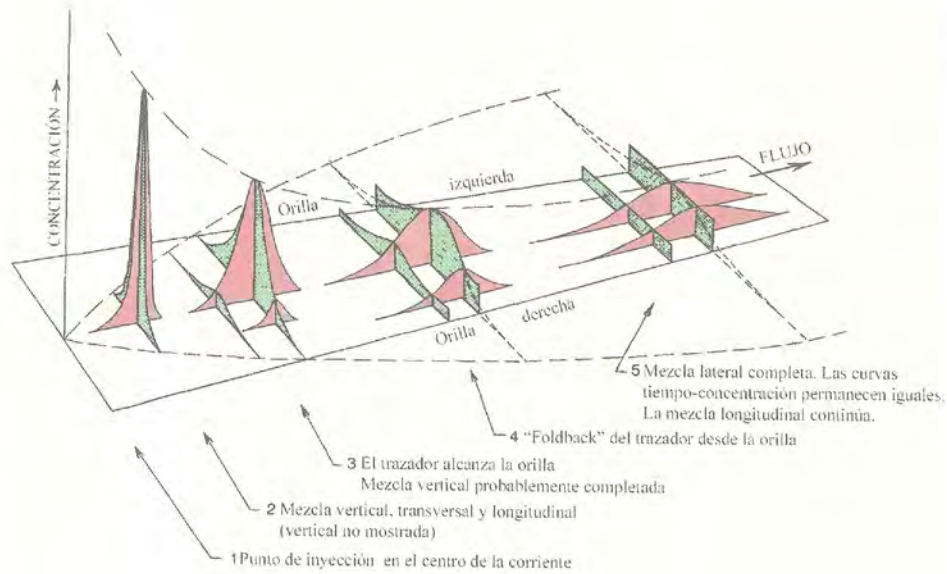 CONCENTRACIÓN
Orilla
izquierda
FLUJO
Orilla
derecha
5 Mezcla lateral completa. Las curvas
tiempo-concentración permanecen iguales.
La mezcla longitudinal continúa.
4 "Foldback" del trazador desde la orilla
3 El trazador alcanza la orilla
Mezcla vertical probablemente completada
2 Mezcla vertical, transversal y longitudinal
(vertical no mostrada)
1 Punto de inyección en el centro de la corriente